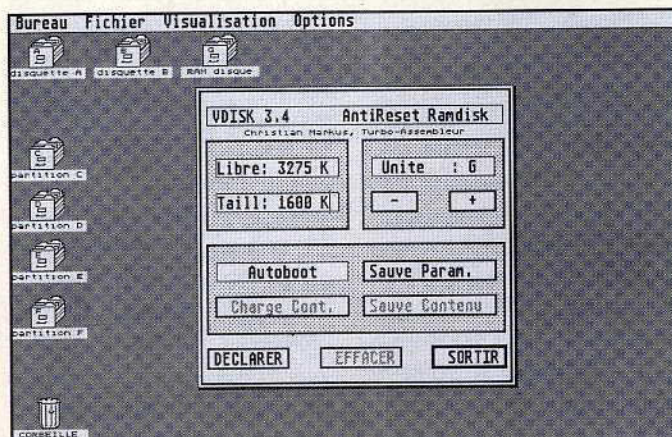 Bureau Fichier Visualisation Options
disquette A disquette B RAM disque
VDISK 3.4 AntiReset Ramdisk
Christian Markus, Turbo-Assembleur
Libre: 3275 K
Unite : G
Taill: 1600 K
- +
partition C
partition D
partition E
partition F
Autoboot Sauve Param.
Charge Cont. Sauve Contenu
DECLARER EFFACER SORTIR
CORBEILLE